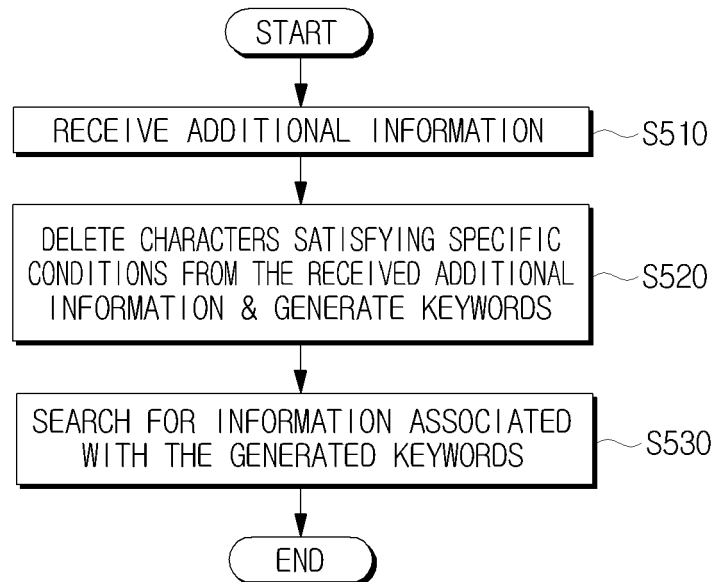 START
RECEIVE ADDITIONAL INFORMATION
S510
DELETE CHARACTERS SATISFYING SPECIFIC
CONDITIONS FROM THE RECEIVED ADDITIONAL
INFORMATION & GENERATE KEYWORDS
S520
SEARCH FOR INFORMATION ASSOCIATED
WITH THE GENERATED KEYWORDS
S530
END